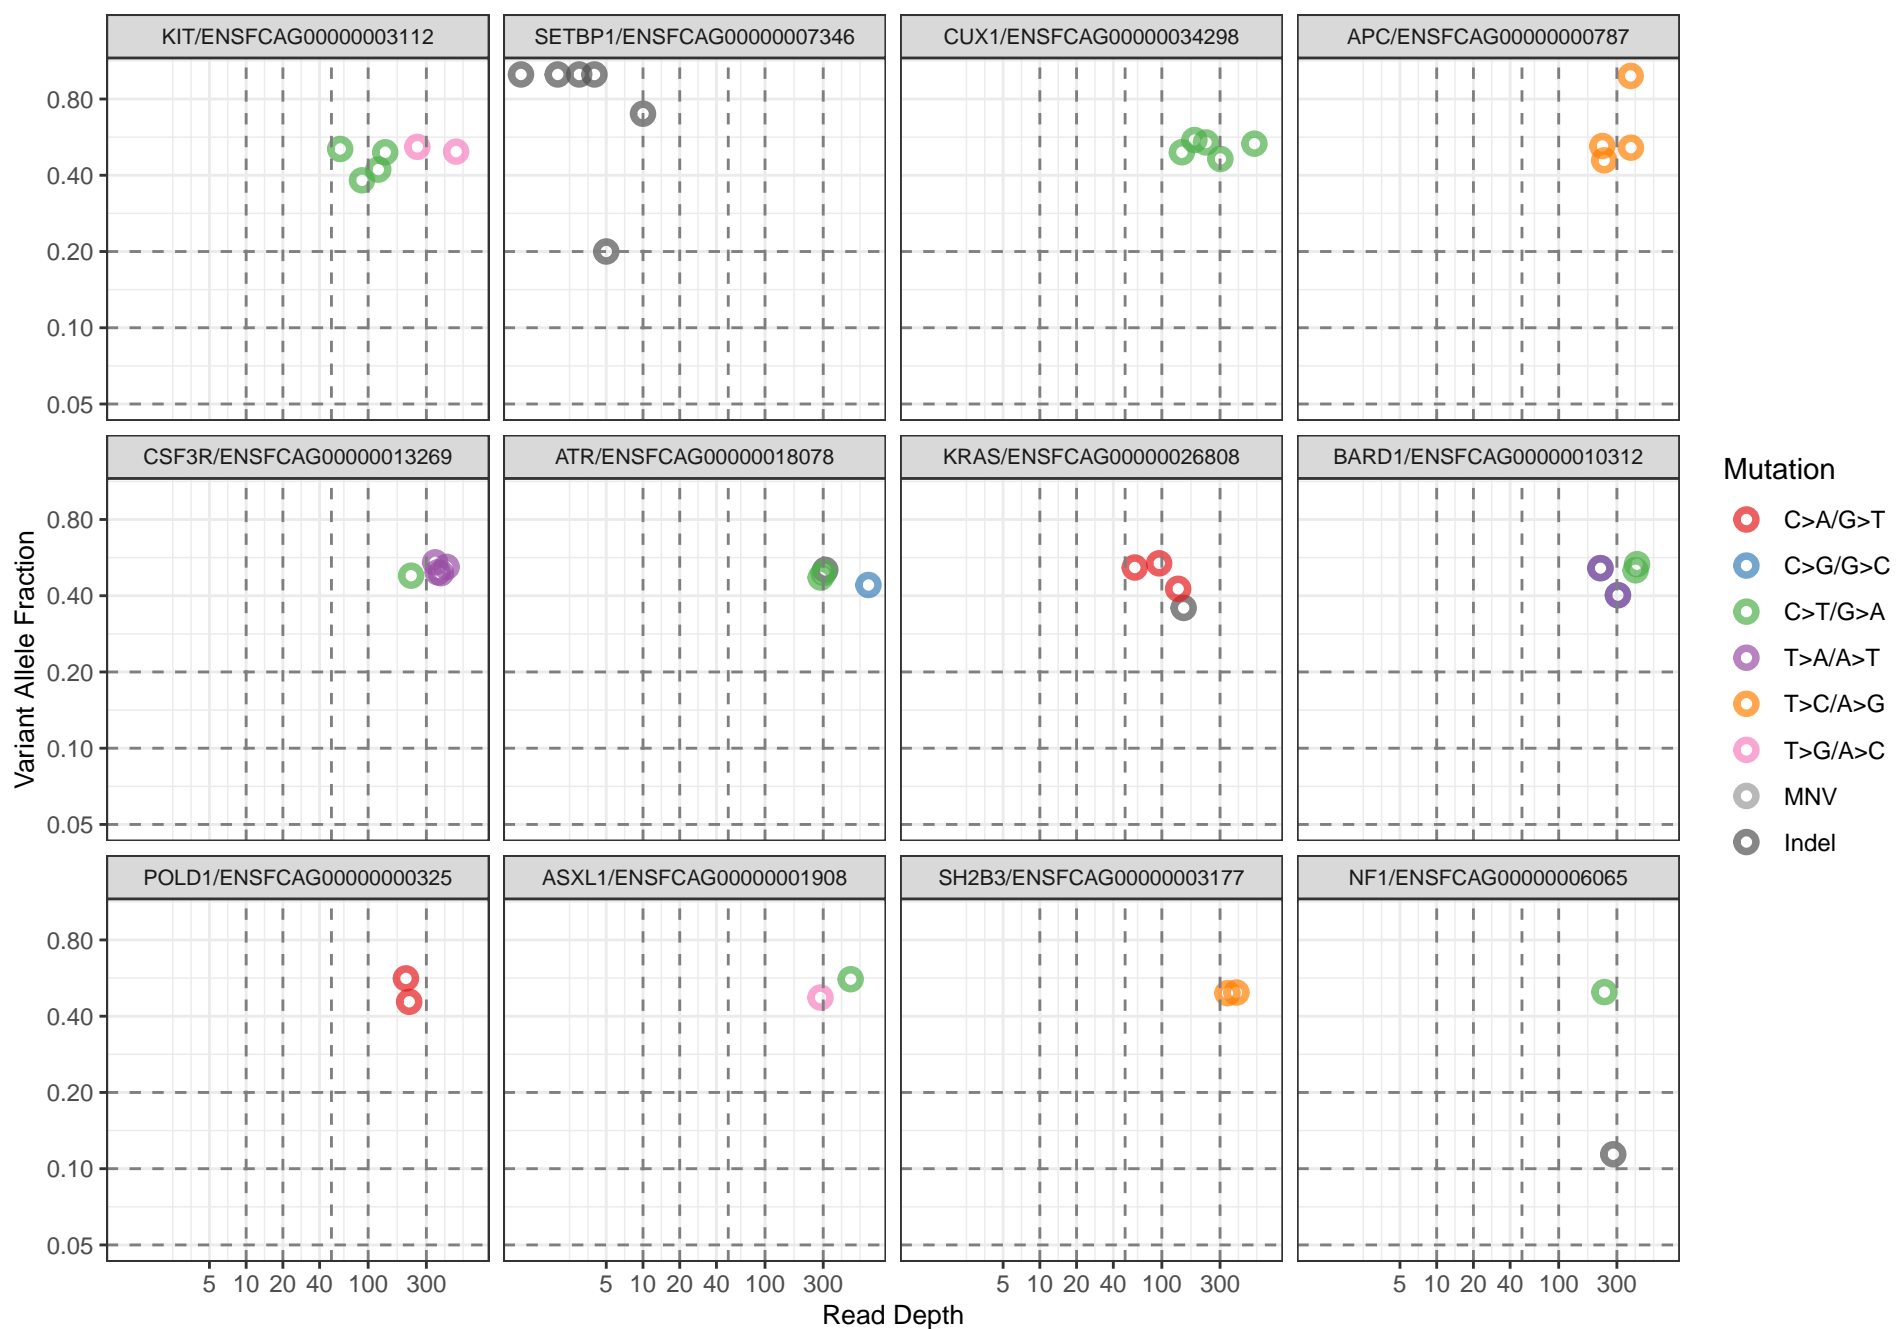 KIT/ENSFCAG00000003112
SETBP1/ENSFCAG00000007346
CUX1/ENSFCAG00000034298
APC/ENSFCAG00000000787
0.80
0.40
0.20
0.10
0.05
CSF3R/ENSFCAG00000013269
ATR/ENSFCAG00000018078
KRAS/ENSFCAG00000026808
BARD1/ENSFCAG00000010312
0.80
0.40
0.20
0.10
0.05
Variant Allele Fraction
POLD1/ENSFCAG00000000325
ASXL1/ENSFCAG00000001908
SH2B3/ENSFCAG00000003177
NF1/ENSFCAG00000006065
0.80
0.40
0.20
0.10
0.05
5 10 20 40 100 300
5 10 20 40 100 300
5 10 20 40 100 300
5 10 20 40 100 300
Read Depth
Mutation
C>A/G>T
C>G/G>C
C>T/G>A
T>A/A>T
T>C/A>G
T>G/A>C
MNV
Indel